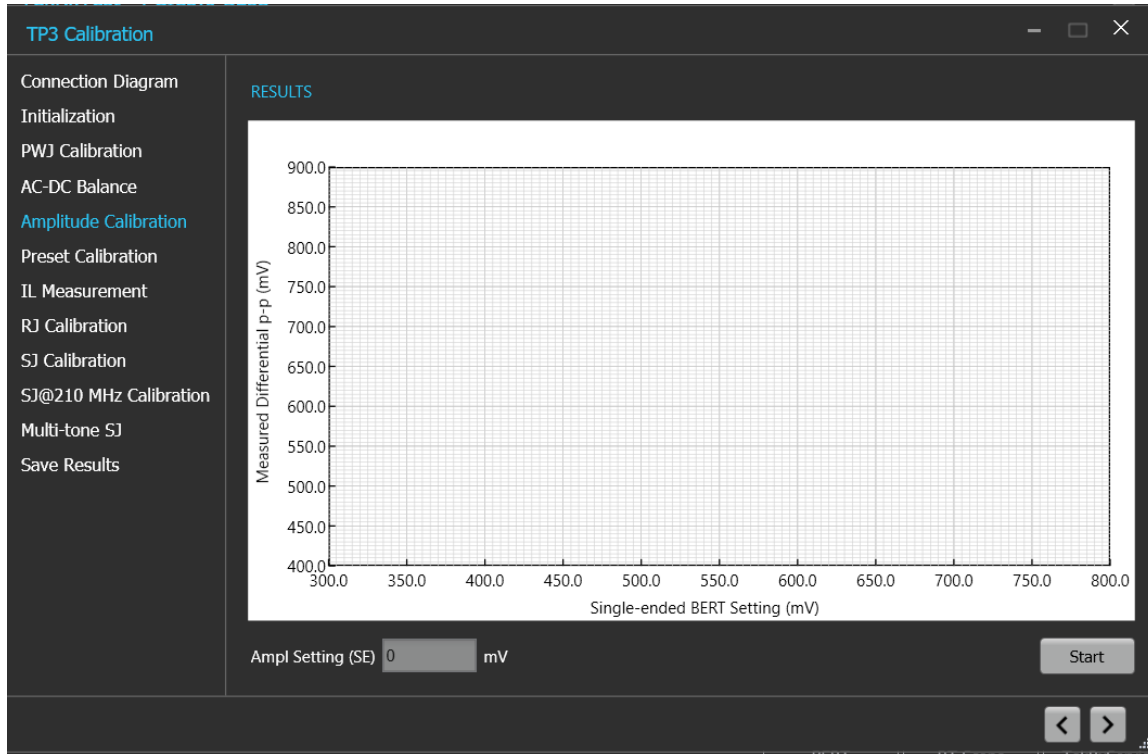 TP3 Calibration
Connection Diagram
Initialization
PWJ Calibration
AC-DC Balance
Amplitude Calibration
Preset Calibration
IL Measurement
RJ Calibration
SJ Calibration
SJ@210 MHz Calibration
Multi-tone SJ
Save Results
RESULTS
Measured Differential p-p (mV)
900.0
850.0
800.0
750.0
700.0
650.0
600.0
550.0
500.0
450.0
400.0
300.0 350.0 400.0 450.0 500.0 550.0 600.0 650.0 700.0 750.0 800.0
Single-ended BERT Setting (mV)
Ampl Setting (SE) 0 mV
Start